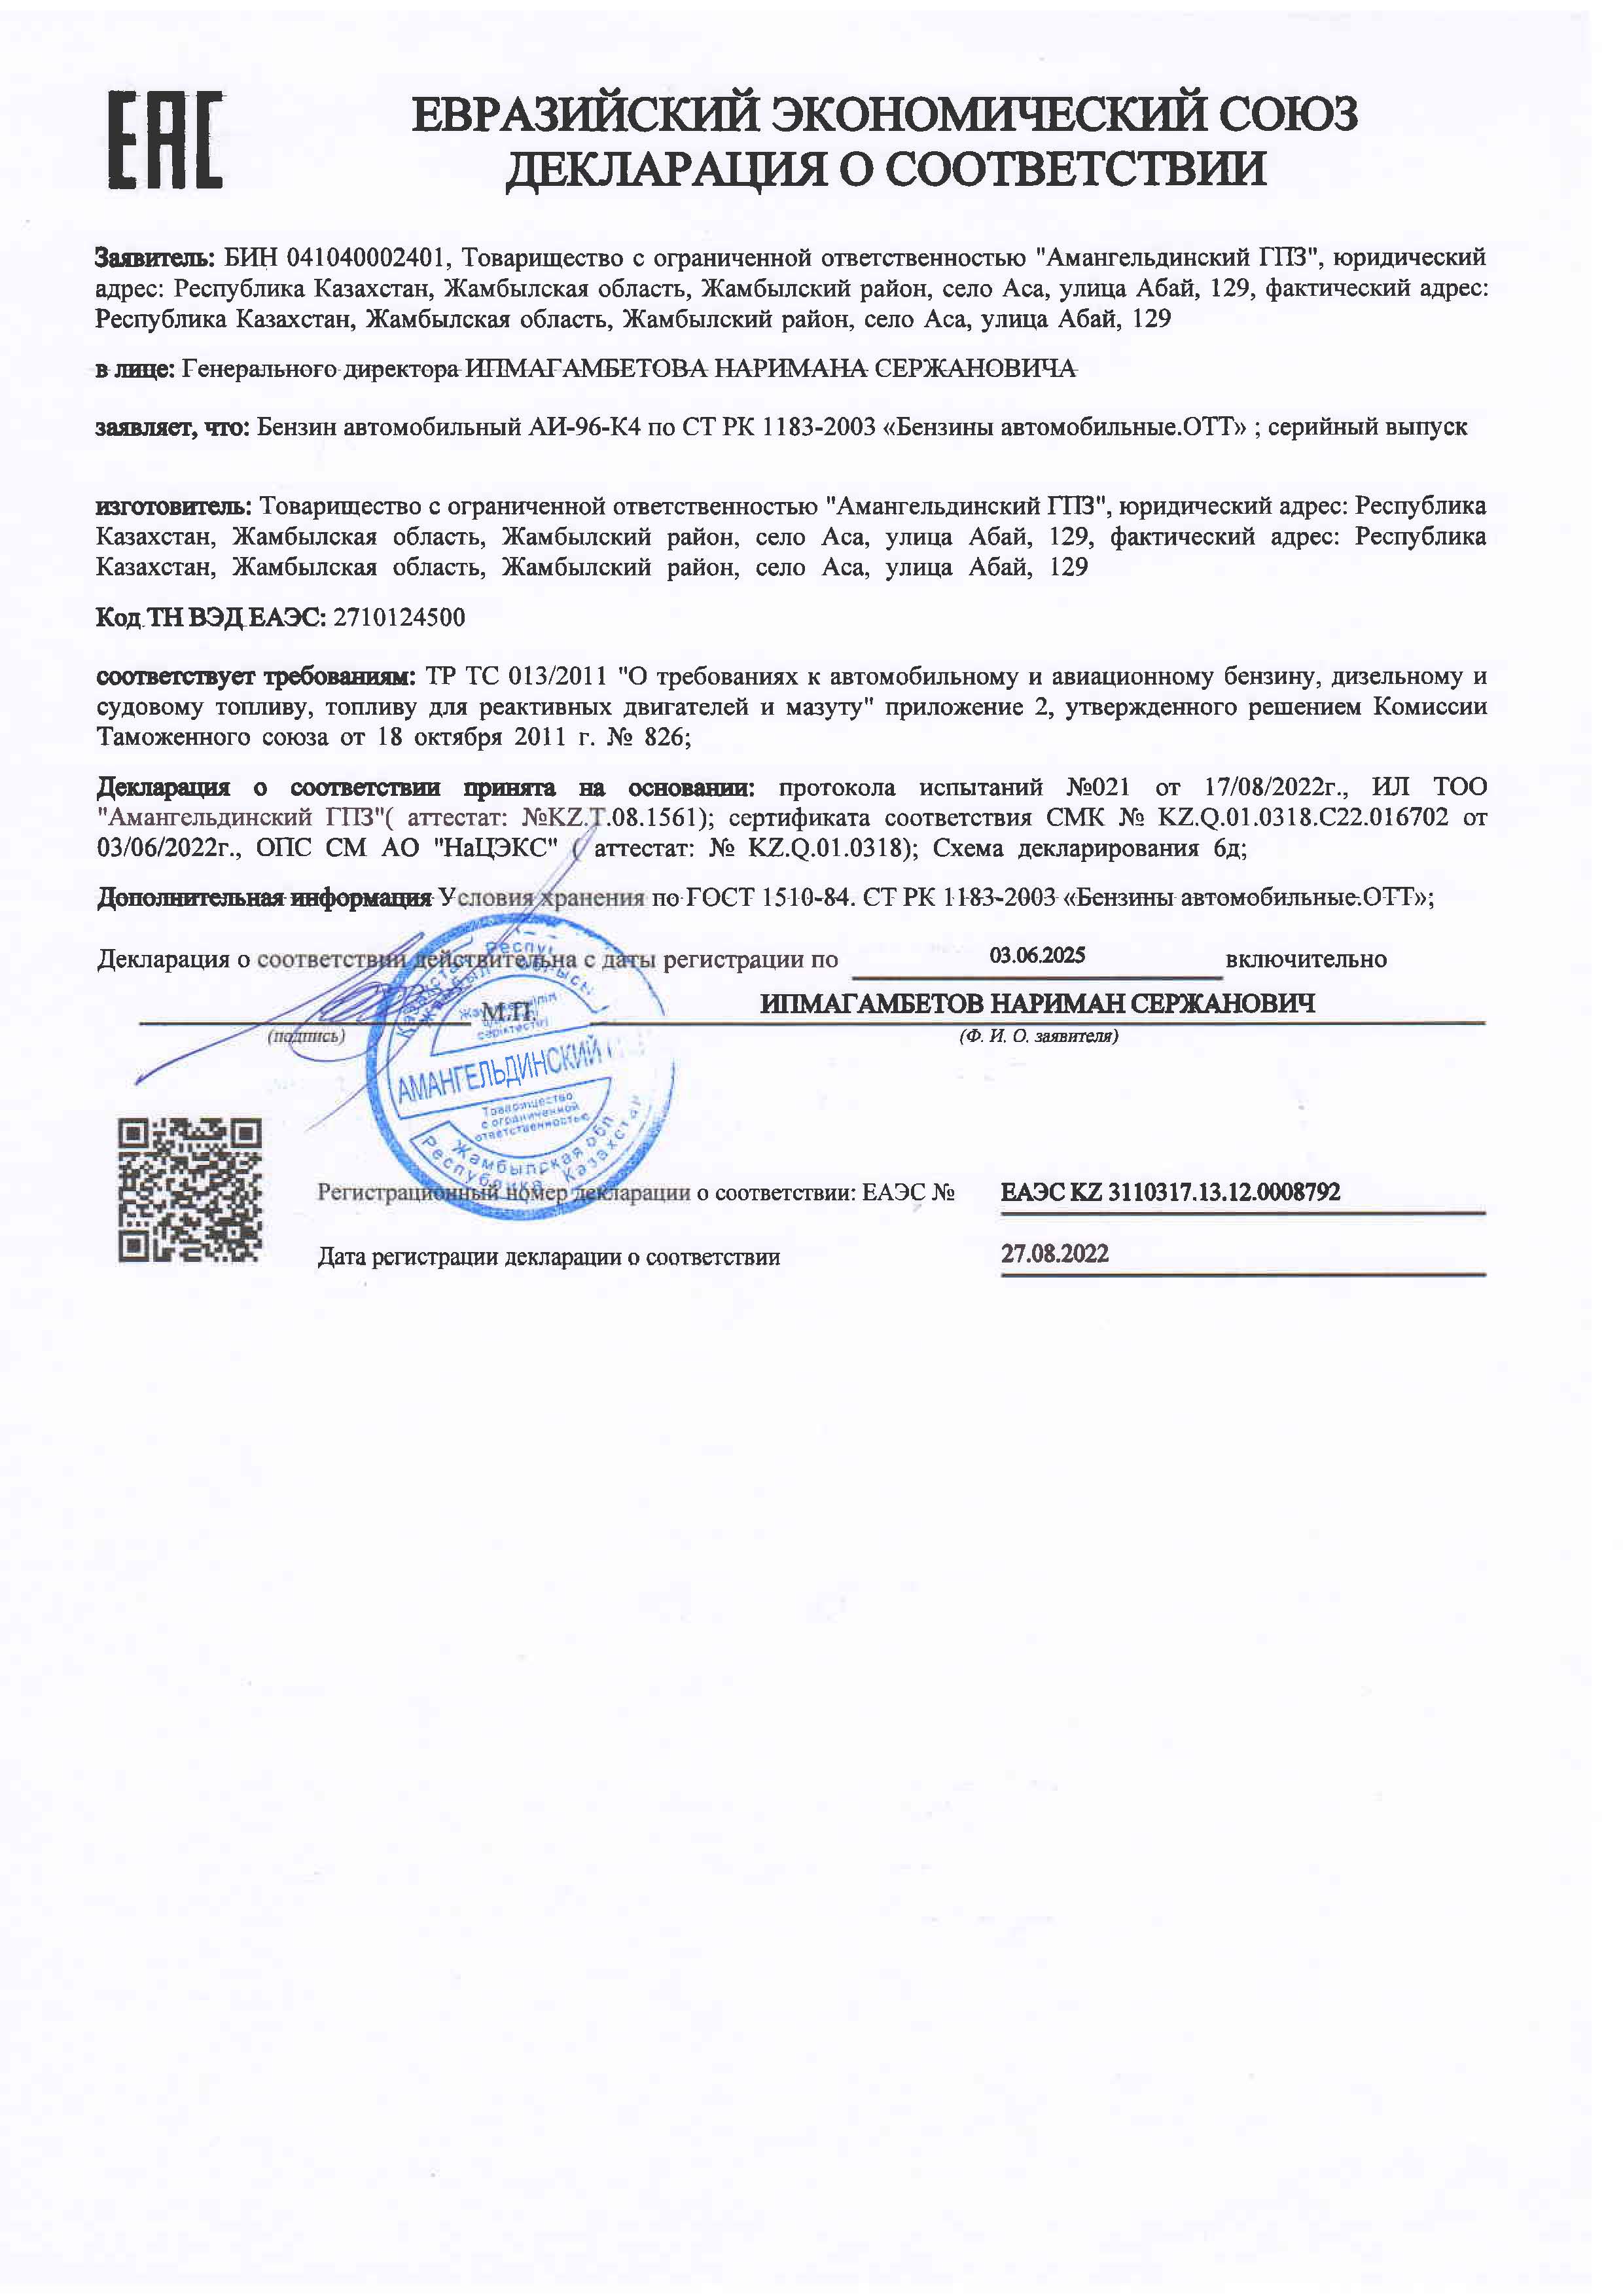 ЕАС
ЕВРАЗИЙСКИЙ ЭКОНОМИЧЕСКИЙ СОЮЗ
ДЕКЛАРАЦИЯ О СООТВЕТСТВИИ
Заявитель: БИН 041040002401, Товарищество с ограниченной ответственностью "Амангельдинский ГПЗ", юридический
адрес: Республика Казахстан, Жамбылская область, Жамбылский район, село Аса, улица Абай, 129, фактический адрес:
Республика Казахстан, Жамбылская область, Жамбылский район, село Аса, улица Абай, 129
в лице: Генерального директора ИПМАГАМБЕТОВА НАРИМАНА СЕРЖАНОВИЧА
заявляет, что: Бензин автомобильный АИ-96-К4 по СТ РК 1183-2003 «Бензины автомобильные.ОТТ» ; серийный выпуск
изготовитель: Товарищество с ограниченной ответственностью "Амангельдинский ГПЗ", юридический адрес: Республика
Казахстан, Жамбылская область, Жамбылский район, село Аса, улица Абай, 129, фактический адрес: Республика
Казахстан, Жамбылская область, Жамбылский район, село Аса, улица Абай, 129
Код ТН ВЭД ЕАЭС: 2710124500
соответствует требованиям: ТР ТС 013/2011 "О требованиях к автомобильному и авиационному бензину, дизельному и
судовому топливу, топливу для реактивных двигателей и мазуту" приложение 2, утвержденного решением Комиссии
Таможенного союза от 18 октября 2011 г. № 826;
Декларация о соответствии принята на основании: протокола испытаний №021 от 17/08/2022г., ИЛ ТОО
"Амангельдинский ГПЗ"( аттестат: №KZ.T.08.1561); сертификата соответствия СМК № KZ.Q.01.0318.C22.016702 от
03/06/2022г., ОПС СМ АО "НаЦЭКС" ( аттестат: № KZ.Q.01.0318); Схема декларирования 6д;
Дополнительная информация Условия хранения по ГОСТ 1510-84. СТ РК 1183-2003 «Бензины автомобильные.ОТТ»;
Декларация о соответствии действительна с даты регистрации по 03.06.2025 включительно
М.П. ИПМАГАМБЕТОВ НАРИМАН СЕРЖАНОВИЧ
(подпись) (Ф. И. О. заявителя)
АМАНГЕЛЬДИНСКИЙ
Товарищество
с ограниченной
ответственностью
Жамбылская обл.
Республика Казахстан
Регистрационный номер декларации о соответствии: ЕАЭС № ЕАЭС KZ 3110317.13.12.0008792
Дата регистрации декларации о соответствии 27.08.2022